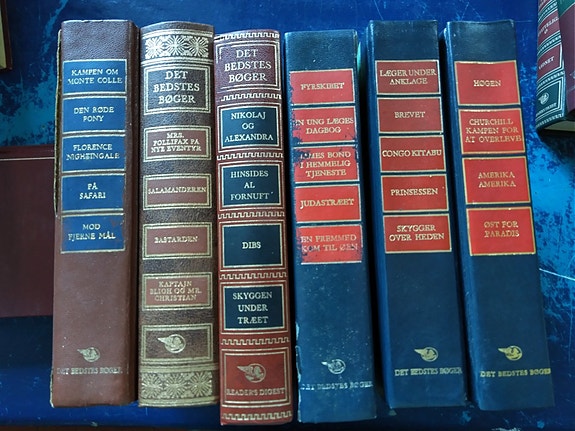 KAMPEN OM
MONTE COLLE
DEN RØDE
PONY
FLORENCE
NIGHTINGALE
PÅ
SAFARI
MOD
FJERNE MÅL
DET BEDSTES BØGER
DET
BEDSTES
BØGER
MRS.
POLLIFAX PÅ
NYE EVENTYR
SALAMANDEREN
BASTARDEN
KAPTAJN
BLIGH OG MR.
CHRISTIAN
DET
BEDSTES
BØGER
NIKOLAJ
OG
ALEXANDRA
HINSIDES
AL
FORNUFT
DIBS
SKYGGEN
UNDER
TRÆET
READER'S DIGEST
FYRSKIBET
EN UNG LÆGES
DAGBOG
JAMES BOND
I HEMMELIG
TJENESTE
JUDASTRÆET
EN FREMMED
KOM TIL ØEN
DET BEDSTES BØGER
LÆGER UNDER
ANKLAGE
BREVET
CONGO KITABU
PRINSESSEN
SKYGGER
OVER HEDEN
DET BEDSTES BØGER
HØGEN
CHURCHILL
KAMPEN FOR
AT OVERLEVE
AMERIKA
AMERIKA
ØST FOR
PARADIS
DET BEDSTES BØGER